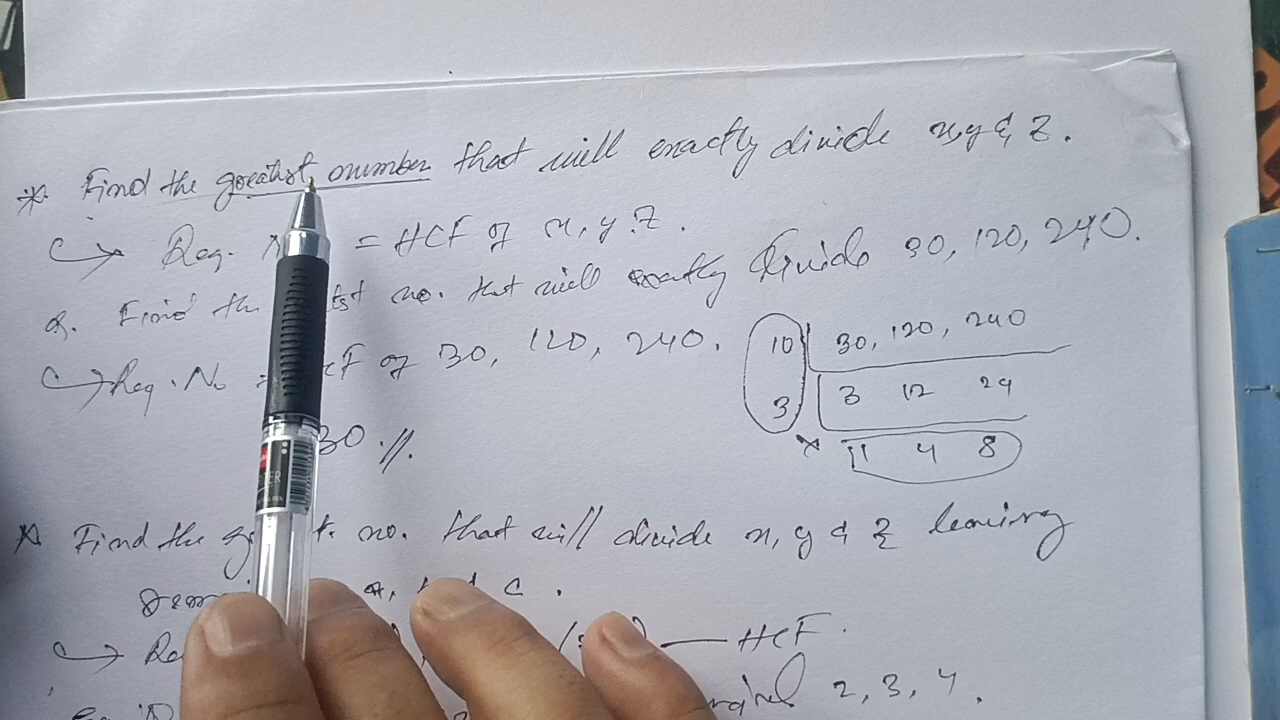 * Find the greatest number that will exactly divide x, y & z.
↪ Req. = HCF of x, y, z.
Q. Find the no. that will exactly divide 30, 120, 240.
↪ Req. No = of 30, 120, 240.
10 | 30, 120, 240
3 | 3 12 24
× 1 4 8
30 //.
* Find the no. that will divide x, y & z leaving
c.
↪ — HCF.
2, 3, 4.